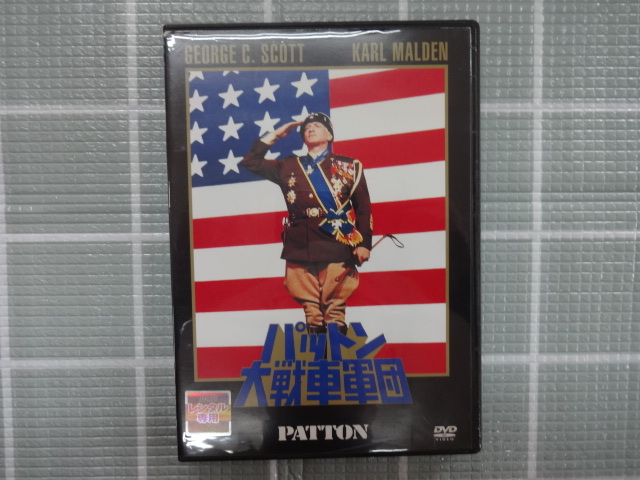 GEORGE C. SCOTT KARL MALDEN
パットン
大戦車軍団
レンタル
専用
PATTON
DVD
VIDEO